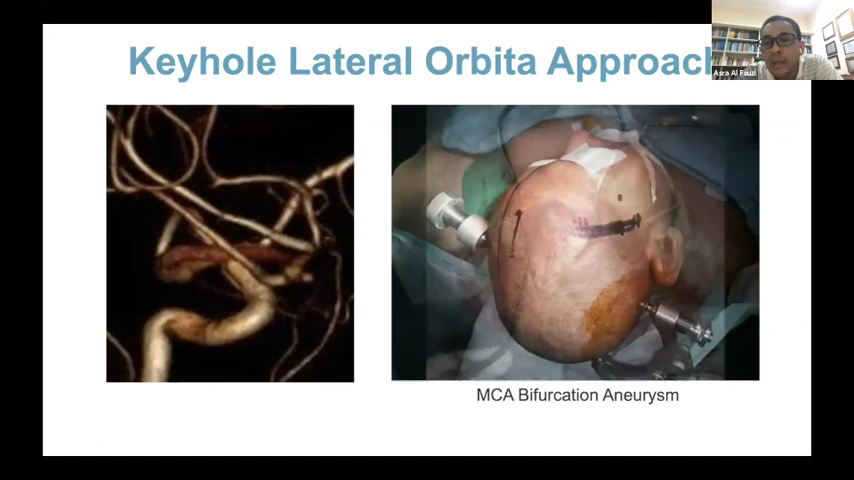 Keyhole Lateral Orbita Approach
Asra Al Fauzi
MCA Bifurcation Aneurysm